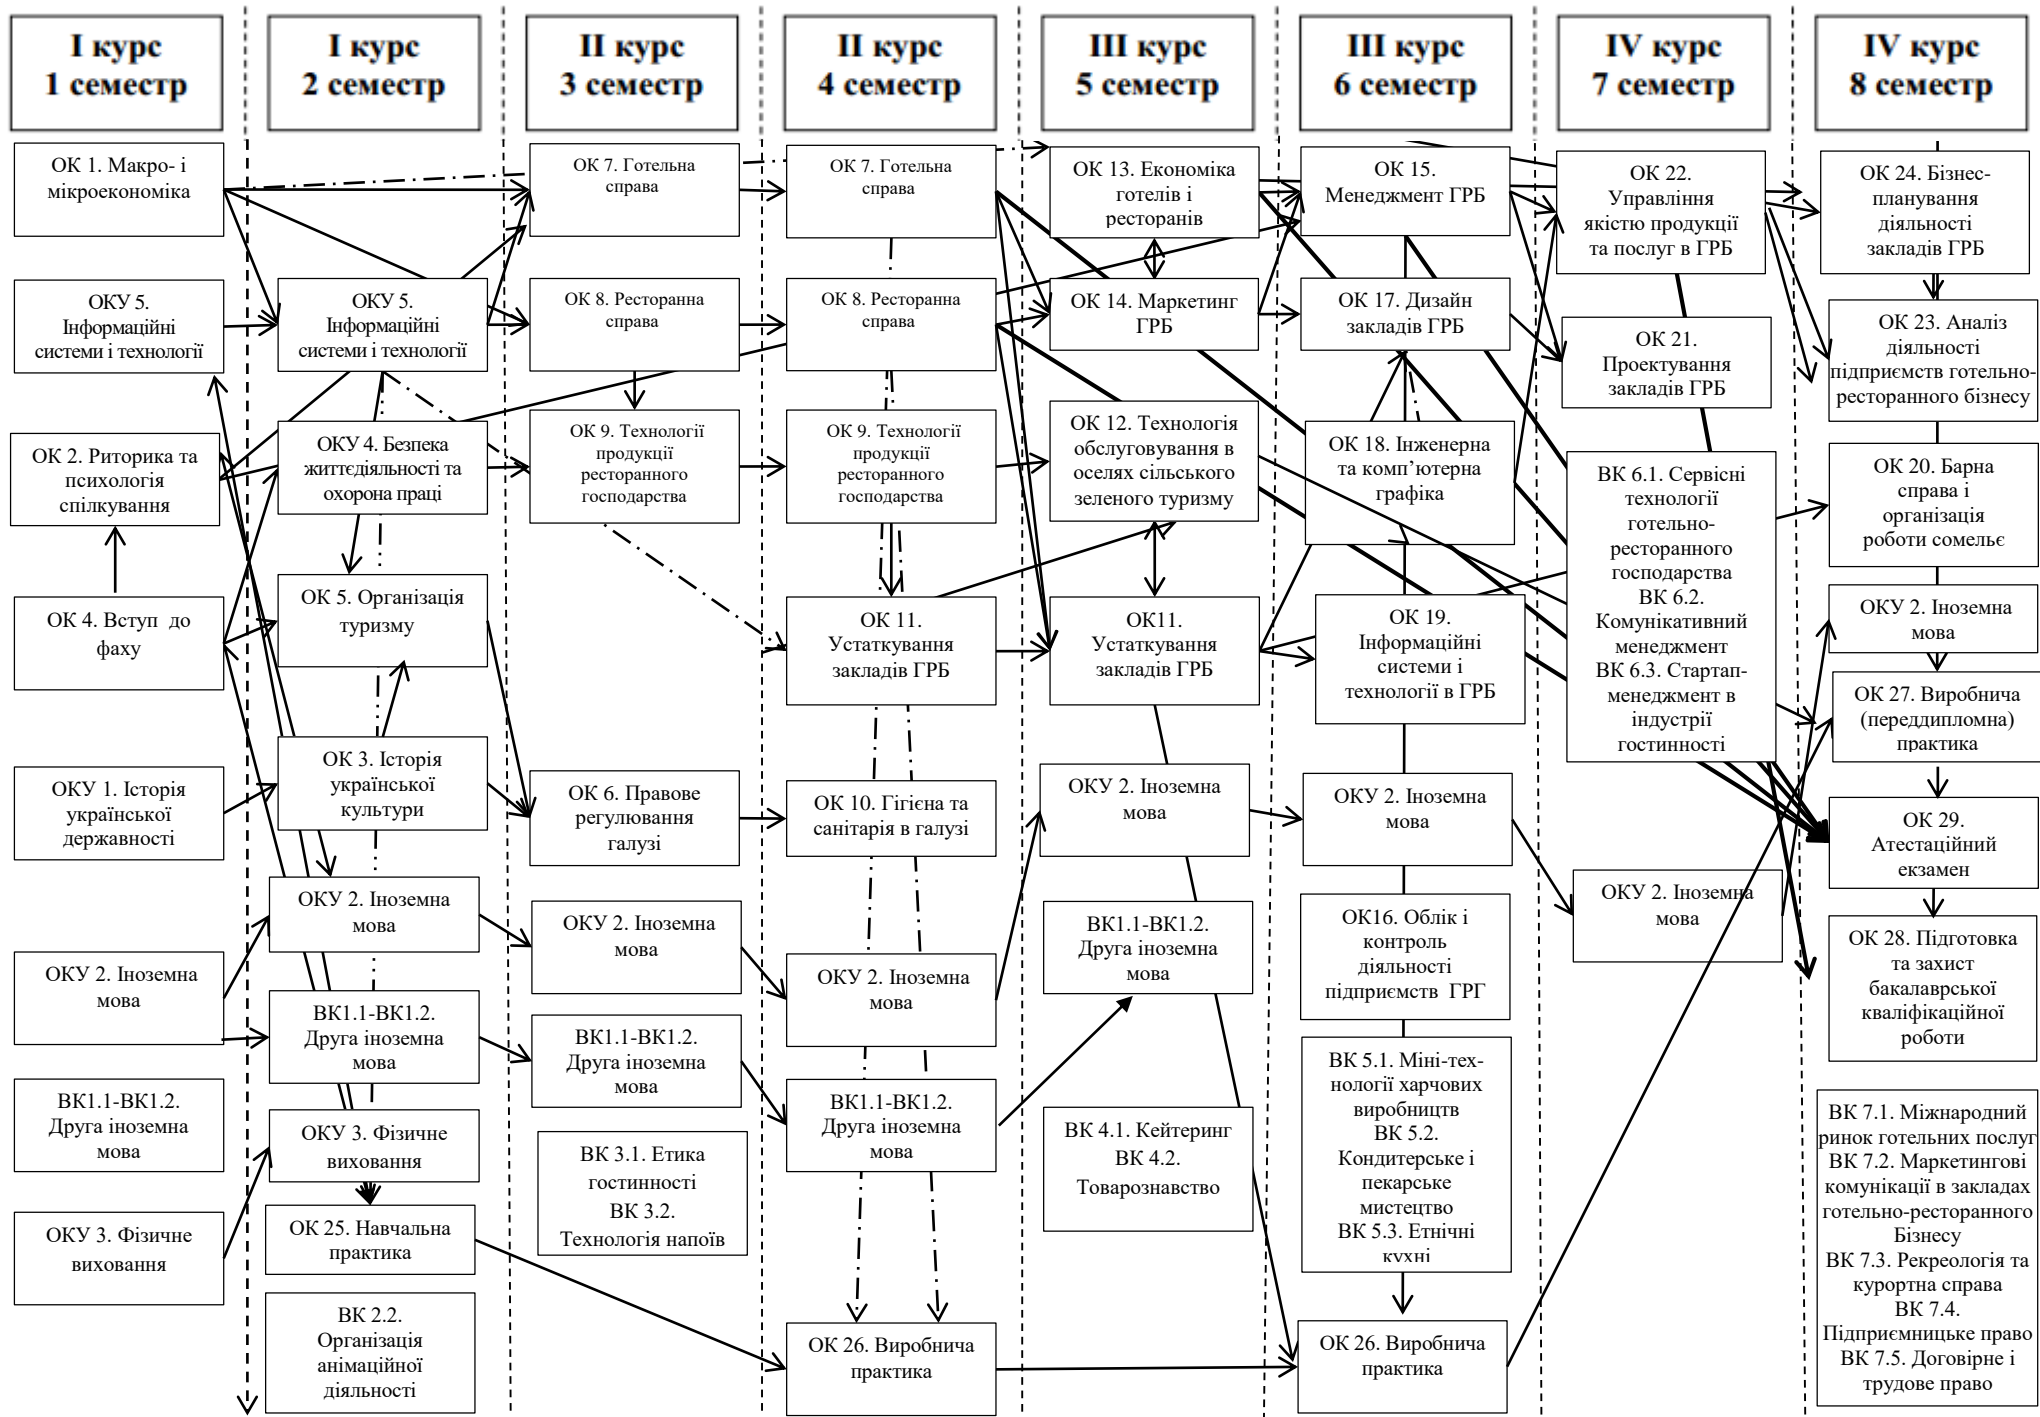 I курс
1 семестр
I курс
2 семестр
II курс
3 семестр
II курс
4 семестр
III курс
5 семестр
III курс
6 семестр
IV курс
7 семестр
IV курс
8 семестр
ОК 1. Макро- і
мікроекономіка
ОКУ 5.
Інформаційні
системи і технології
ОК 2. Риторика та
психологія
спілкування
ОК 4. Вступ до
фаху
ОКУ 1. Історія
української
державності
ОКУ 2. Іноземна
мова
ВК1.1-ВК1.2.
Друга іноземна
мова
ОКУ 3. Фізичне
виховання
ОКУ 5.
Інформаційні
системи і технології
ОКУ 4. Безпека
життєдіяльності та
охорона праці
ОК 5. Організація
туризму
ОК 3. Історія
української
культури
ОКУ 2. Іноземна
мова
ВК1.1-ВК1.2.
Друга іноземна
мова
ОКУ 3. Фізичне
виховання
ОК 25. Навчальна
практика
ВК 2.2.
Організація
анімаційної
діяльності
ОК 7. Готельна
справа
ОК 8. Ресторанна
справа
ОК 9. Технології
продукції
ресторанного
господарства
ОК 6. Правове
регулювання
галузі
ОКУ 2. Іноземна
мова
ВК1.1-ВК1.2.
Друга іноземна
мова
ВК 3.1. Етика
гостинності
ВК 3.2.
Технологія напоїв
ОК 7. Готельна
справа
ОК 8. Ресторанна
справа
ОК 9. Технології
продукції
ресторанного
господарства
ОК 11.
Устаткування
закладів ГРБ
ОК 10. Гігієна та
санітарія в галузі
ОКУ 2. Іноземна
мова
ВК1.1-ВК1.2.
Друга іноземна
мова
ОК 26. Виробнича
практика
ОК 13. Економіка
готелів і
ресторанів
ОК 14. Маркетинг
ГРБ
ОК 12. Технологія
обслуговування в
оселях сільського
зеленого туризму
ОК11.
Устаткування
закладів ГРБ
ОКУ 2. Іноземна
мова
ВК1.1-ВК1.2.
Друга іноземна
мова
ВК 4.1. Кейтеринг
ВК 4.2.
Товарознавство
ОК 15.
Менеджмент ГРБ
ОК 17. Дизайн
закладів ГРБ
ОК 18. Інженерна
та комп’ютерна
графіка
ОК 19.
Інформаційні
системи і
технології в ГРБ
ОКУ 2. Іноземна
мова
ОК16. Облік і
контроль
діяльності
підприємств ГРГ
ВК 5.1. Міні-тех-
нології харчових
виробництв
ВК 5.2.
Кондитерське і
пекарське
мистецтво
ВК 5.3. Етнічні
кухні
ОК 26. Виробнича
практика
ОК 22.
Управління
якістю продукції
та послуг в ГРБ
ОК 21.
Проектування
закладів ГРБ
ВК 6.1. Сервісні
технології
готельно-
ресторанного
господарства
ВК 6.2.
Комунікативний
менеджмент
ВК 6.3. Стартап-
менеджмент в
індустрії
гостинності
ОКУ 2. Іноземна
мова
ОК 24. Бізнес-
планування
діяльності
закладів ГРБ
ОК 23. Аналіз
діяльності
підприємств готельно-
ресторанного бізнесу
ОК 20. Барна
справа і
організація
роботи сомельє
ОКУ 2. Іноземна
мова
ОК 27. Виробнича
(переддипломна)
практика
ОК 29.
Атестаційний
екзамен
ОК 28. Підготовка
та захист
бакалаврської
кваліфікаційної
роботи
ВК 7.1. Міжнародний
ринок готельних послуг
ВК 7.2. Маркетингові
комунікації в закладах
готельно-ресторанного
Бізнесу
ВК 7.3. Рекреологія та
курортна справа
ВК 7.4.
Підприємницьке право
ВК 7.5. Договірне і
трудове право